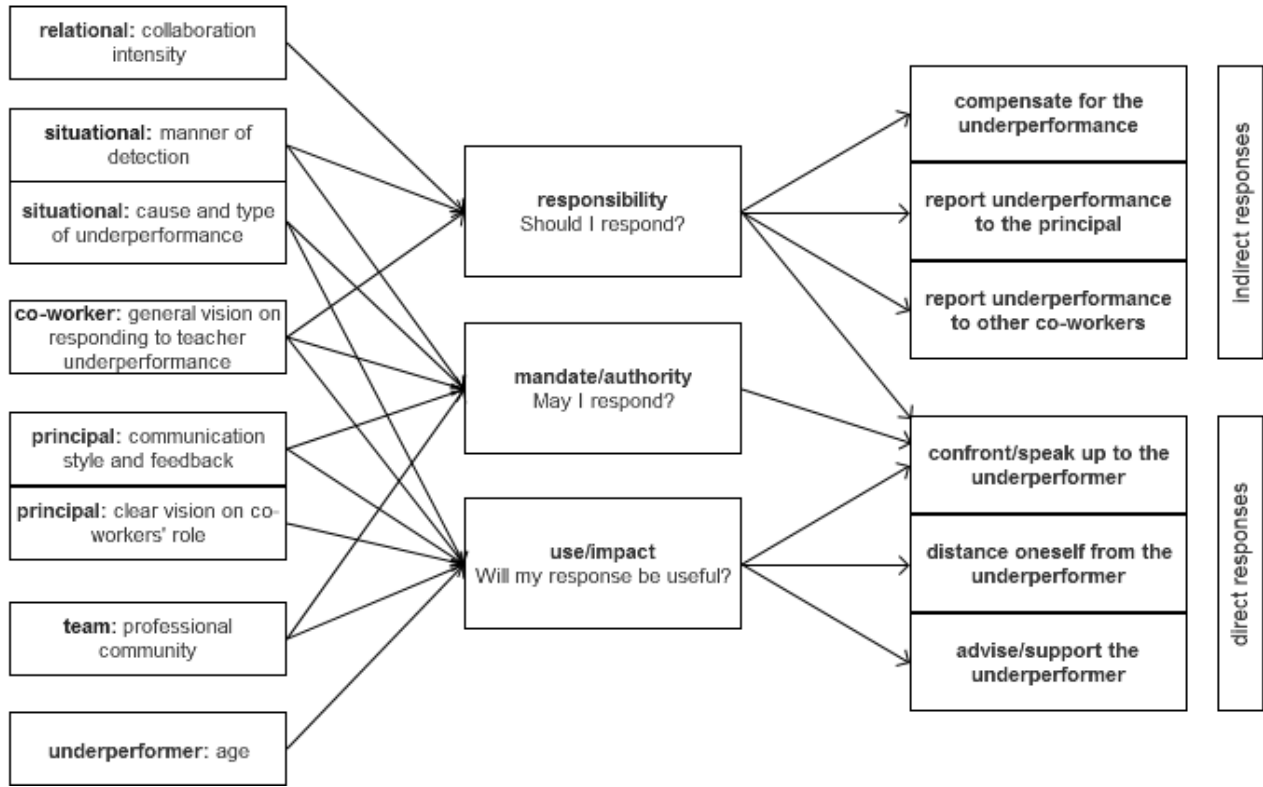 relational: collaboration
intensity
situational: manner of
detection
situational: cause and type
of underperformance
co-worker: general vision on
responding to teacher
underperformance
principal: communication
style and feedback
principal: clear vision on co-
workers' role
team: professional
community
underperformer: age
responsibility
Should I respond?
mandate/authority
May I respond?
use/impact
Will my response be useful?
compensate for the
underperformance
report underperformance
to the principal
report underperformance
to other co-workers
confront/speak up to the
underperformer
distance oneself from the
underperformer
advise/support the
underperformer
indirect responses
direct responses